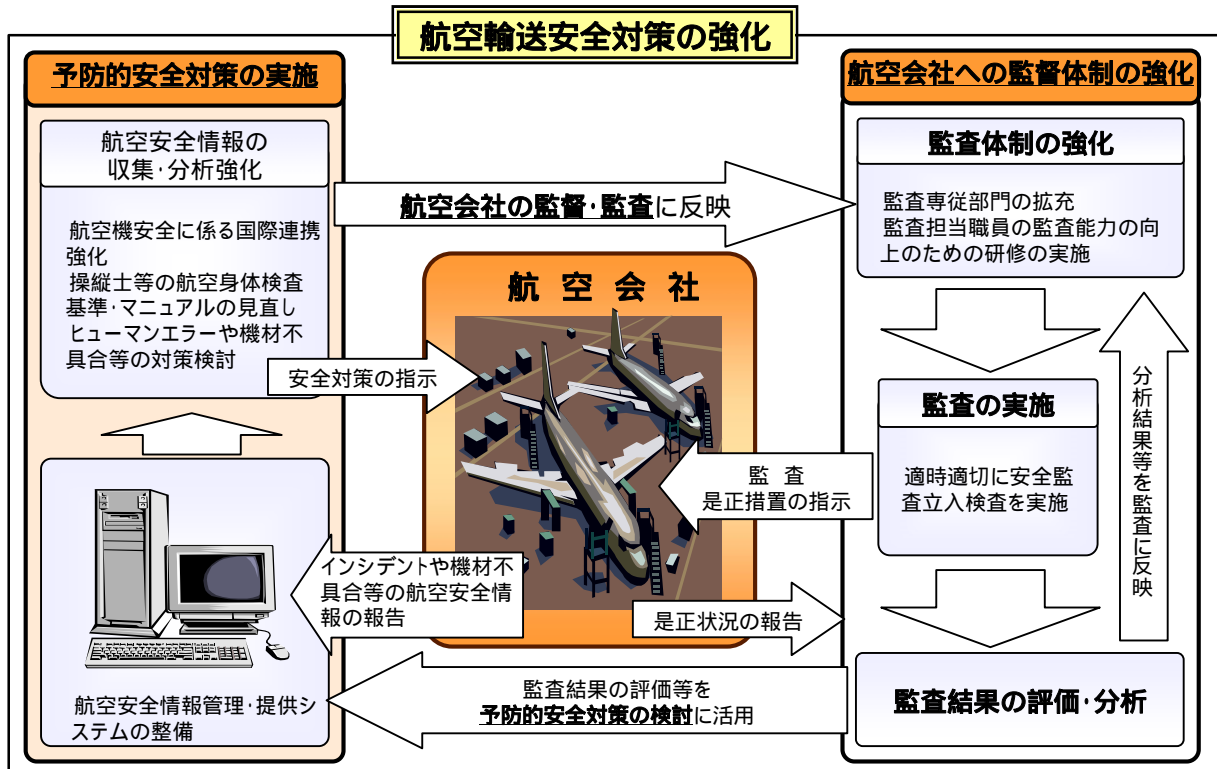 航空輸送安全対策の強化
予防的安全対策の実施
航空安全情報の
収集・分析強化
航空機安全に係る国際連携
強化
操縦士等の航空身体検査
基準・マニュアルの見直し
ヒューマンエラーや機材不
具合等の対策検討
航空安全情報管理・提供シ
ステムの整備
航空会社の監督・監査に反映
航空会社
安全対策の指示
監査
是正措置の指示
インシデントや機材不
具合等の航空安全情
報の報告
是正状況の報告
監査結果の評価等を
予防的安全対策の検討に活用
航空会社への監督体制の強化
監査体制の強化
監査専従部門の拡充
監査担当職員の監査能力の向
上のための研修の実施
監査の実施
適時適切に安全監
査立入検査を実施
分析結果等を監査に反映
監査結果の評価・分析